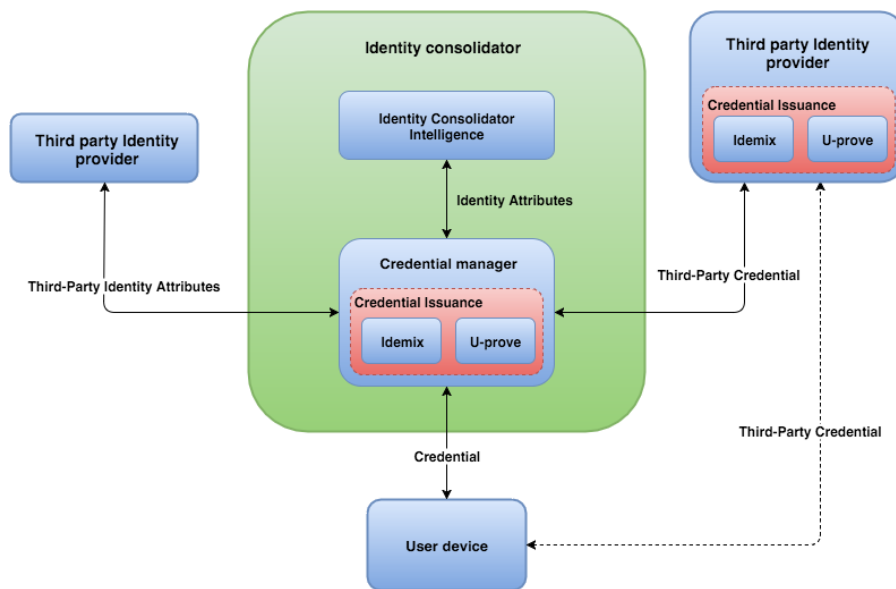 Identity consolidator
Third party Identity
provider
Credential Issuance
Idemix
U-prove
Identity Consolidator
Intelligence
Third party Identity
provider
Identity Attributes
Credential manager
Credential Issuance
Idemix
U-prove
Third-Party Identity Attributes
Third-Party Credential
Third-Party Credential
Credential
User device